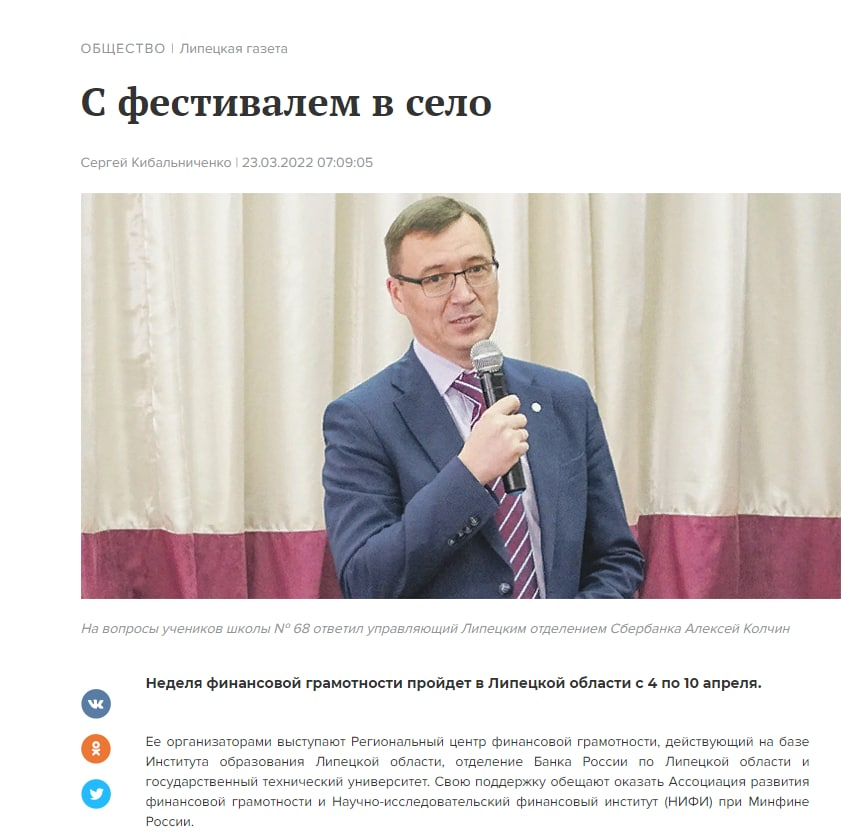 ОБЩЕСТВО | Липецкая газета
С фестивалем в село
Сергей Кибальниченко | 23.03.2022 07:09:05
На вопросы учеников школы № 68 ответил управляющий Липецким отделением Сбербанка Алексей Колчин
Неделя финансовой грамотности пройдет в Липецкой области с 4 по 10 апреля.
Ее организаторами выступают Региональный центр финансовой грамотности, действующий на базе
Института образования Липецкой области, отделение Банка России по Липецкой области и
государственный технический университет. Свою поддержку обещают оказать Ассоциация развития
финансовой грамотности и Научно-исследовательский финансовый институт (НИФИ) при Минфине
России.